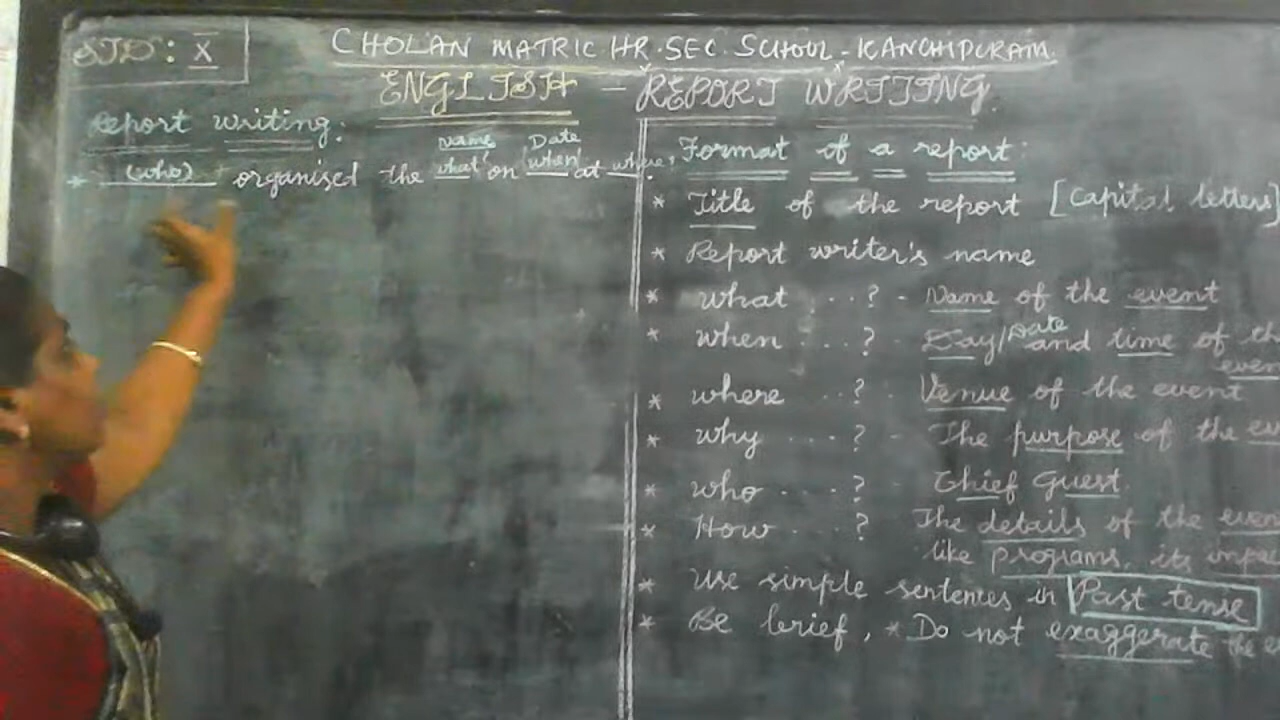 STD: X
CHOLAN MATRIC HR. SEC. SCHOOL - KANCHIPURAM.
ENGLISH - REPORT WRITING.
Report writing:
Name Date
* (who) organised the what on when at where.
Format of a report:
* Title of the report [Capital letters]
* Report writer's name
* what ...? - Name of the event
* when ...? - Day/Date and time of the
event
* where ...? - Venue of the event
* why ....? - The purpose of the
* who ....? Chief Guest.
* How ....? The details of the
like programs, its
* Use simple sentences in Past tense
* Be brief, * Do not exaggerate the